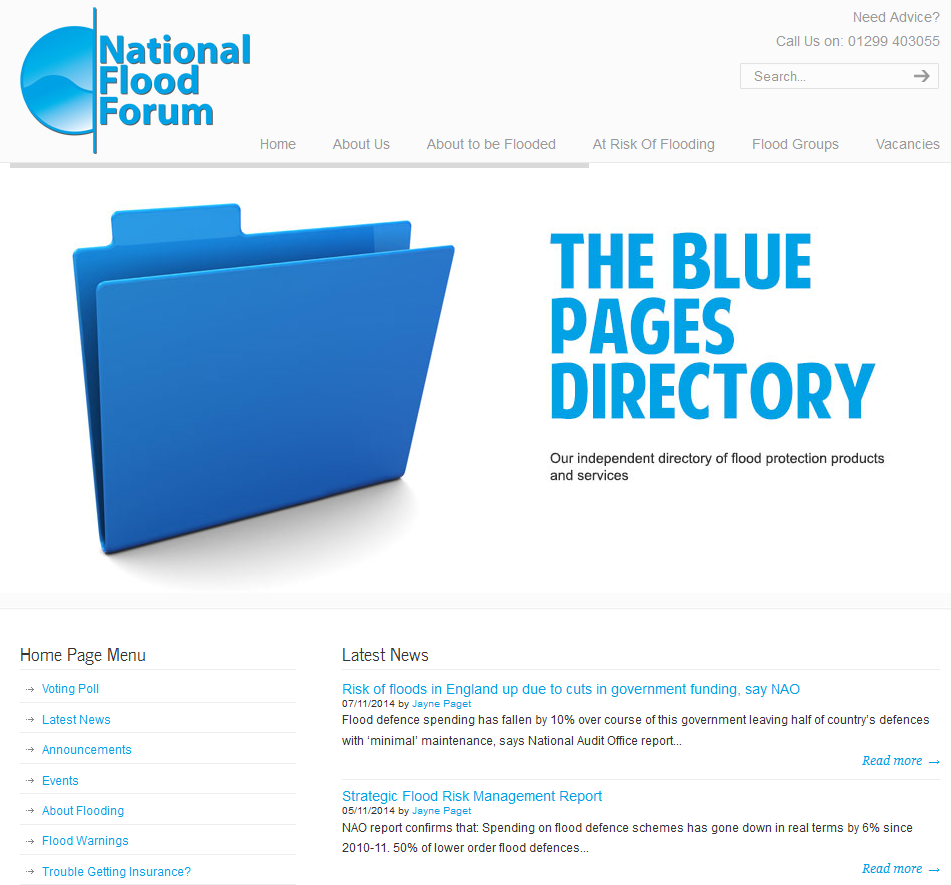 National
Flood
Forum
Need Advice?
Call Us on: 01299 403055
Search...
Home
About Us
About to be Flooded
At Risk Of Flooding
Flood Groups
Vacancies
THE BLUE
PAGES
DIRECTORY
Our independent directory of flood protection products
and services
Home Page Menu
Voting Poll
Latest News
Announcements
Events
About Flooding
Flood Warnings
Trouble Getting Insurance?
Latest News
Risk of floods in England up due to cuts in government funding, say NAO
07/11/2014 by Jayne Paget
Flood defence spending has fallen by 10% over course of this government leaving half of country's defences
with ‘minimal’ maintenance, says National Audit Office report...
Read more →
Strategic Flood Risk Management Report
05/11/2014 by Jayne Paget
NAO report confirms that: Spending on flood defence schemes has gone down in real terms by 6% since
2010-11. 50% of lower order flood defences...
Read more →